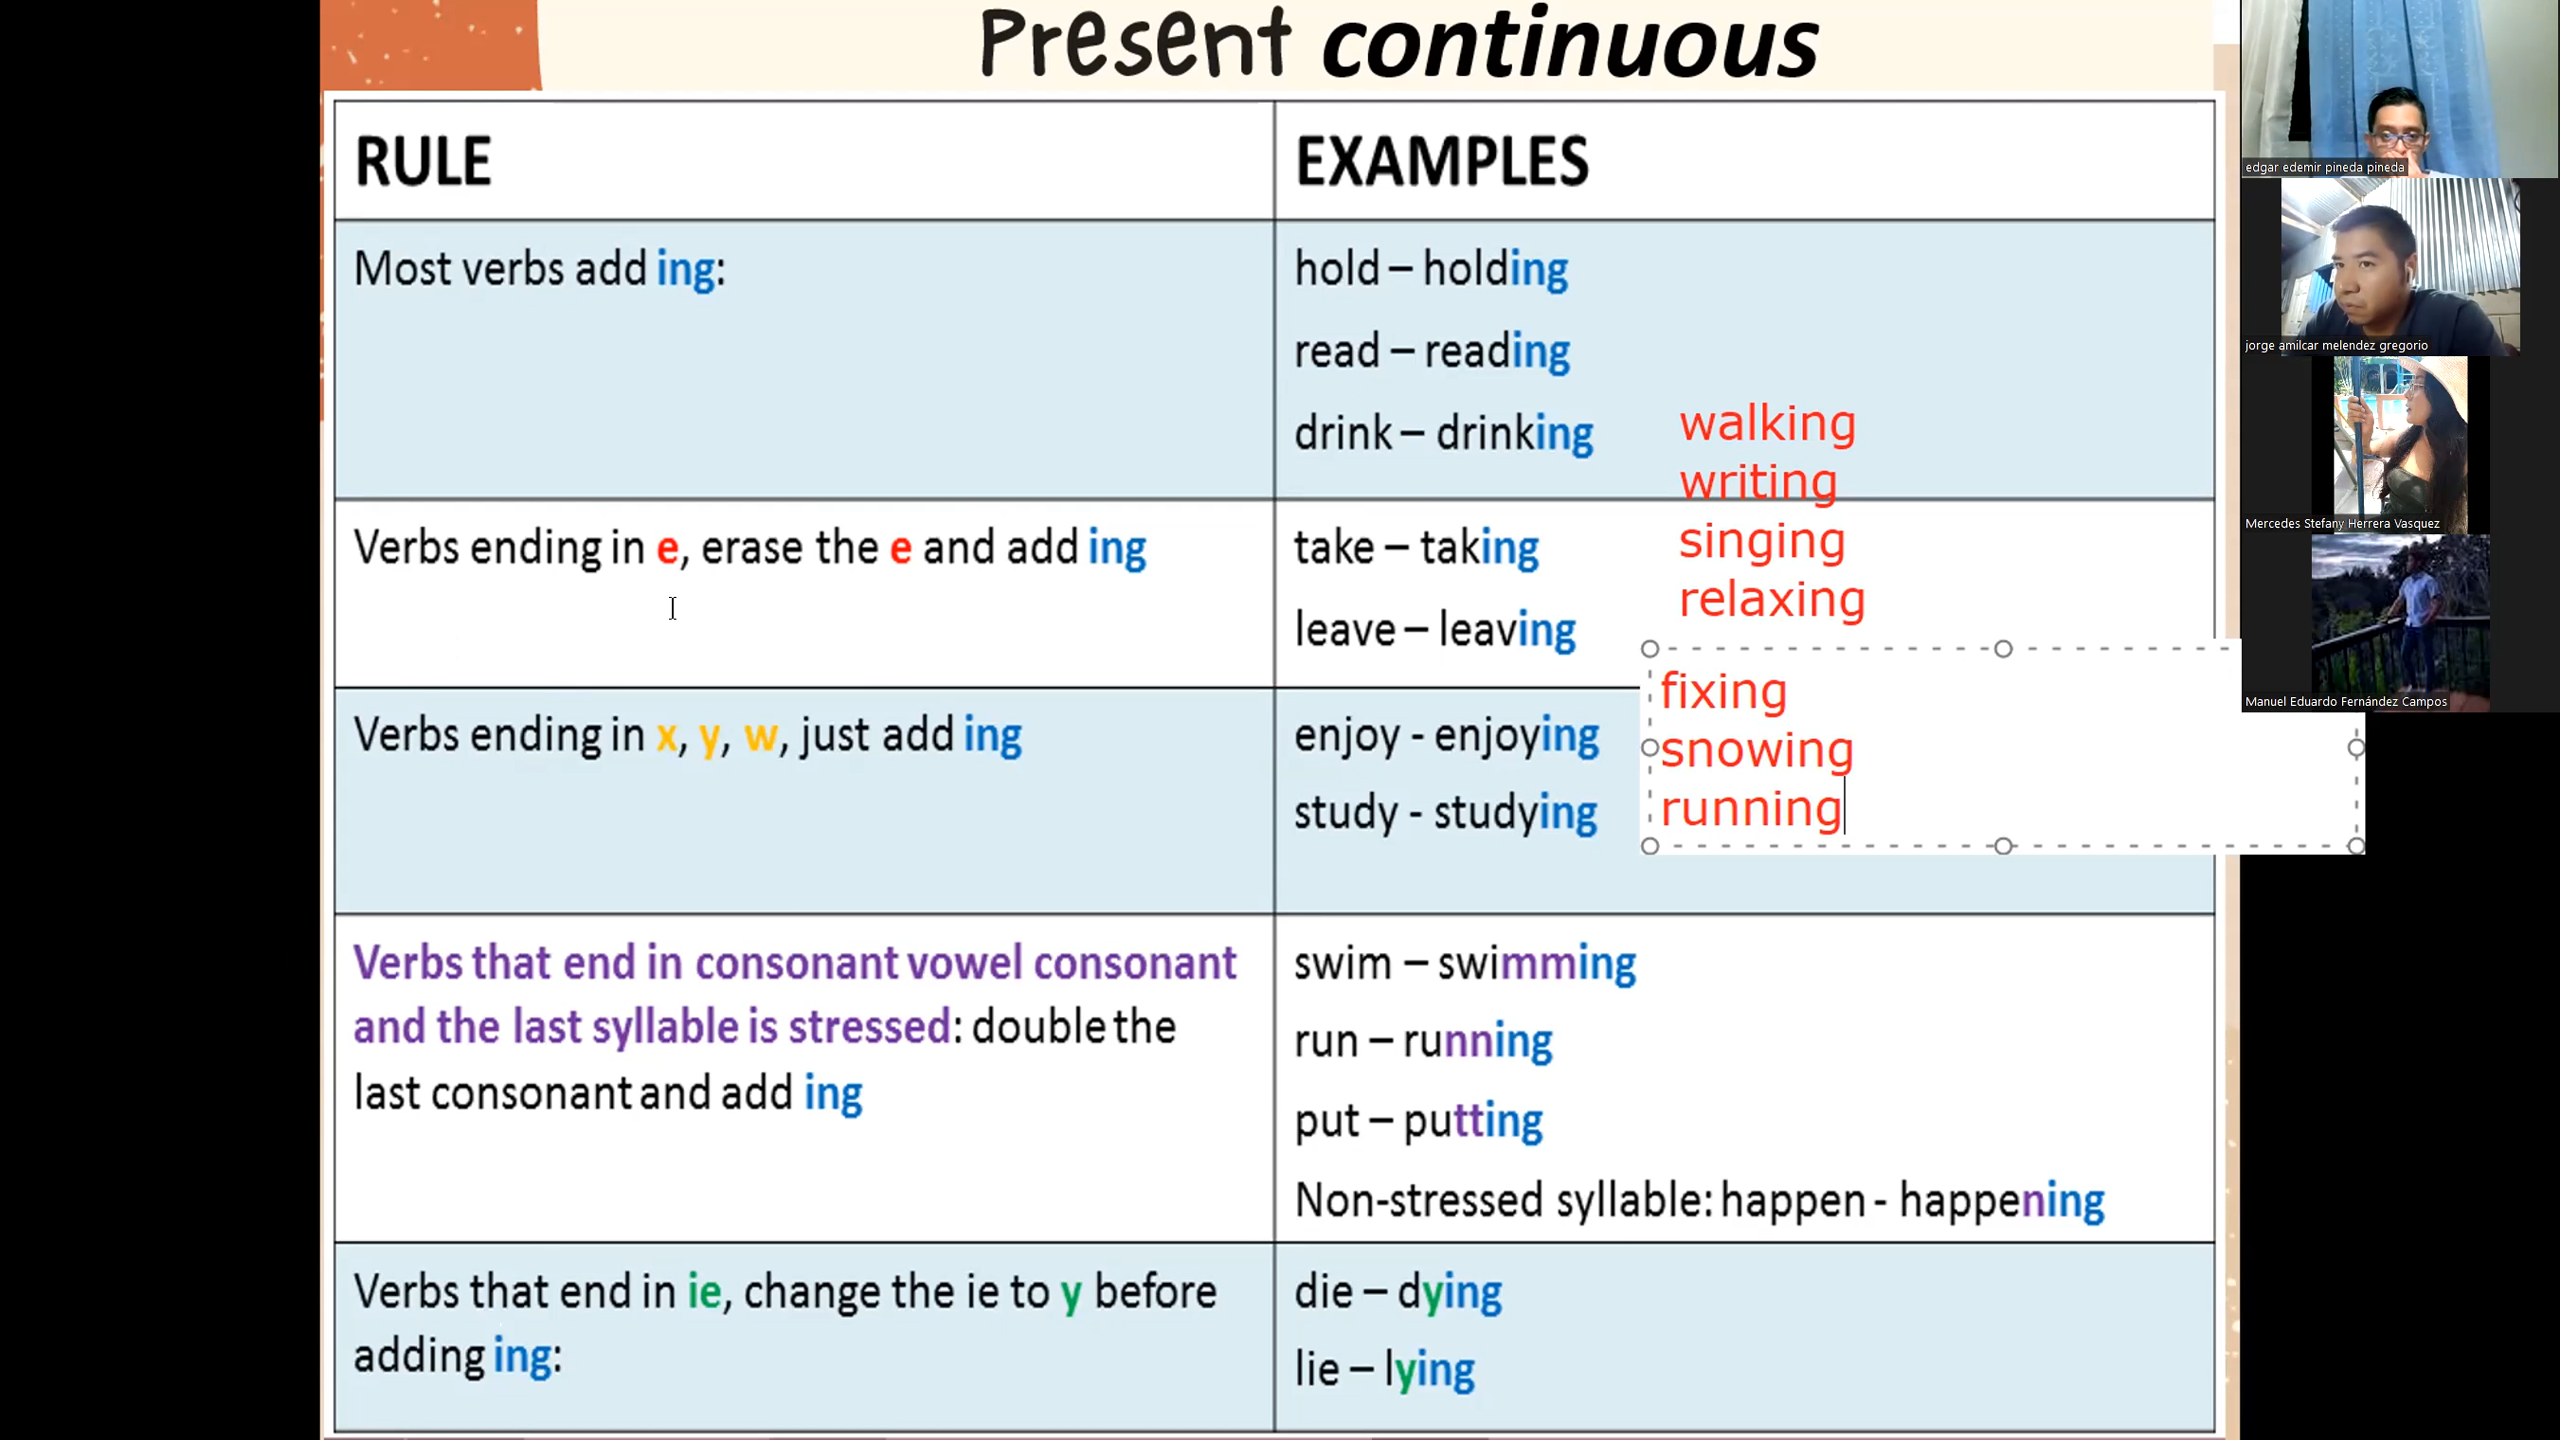 Present continuous
RULE
EXAMPLES
Most verbs add ing:
hold – holding
read – reading
drink – drinking
walking
writing
singing
relaxing
Verbs ending in e, erase the e and add ing
take – taking
leave – leaving
fixing
snowing
running
Verbs ending in x, y, w, just add ing
enjoy - enjoying
study - studying
Verbs that end in consonant vowel consonant
and the last syllable is stressed: double the
last consonant and add ing
swim – swimming
run – running
put – putting
Non-stressed syllable: happen - happening
Verbs that end in ie, change the ie to y before
adding ing:
die – dying
lie – lying
edgar edemir pineda pineda
jorge amilcar melendez gregorio
Mercedes Stefany Herrera Vasquez
Manuel Eduardo Fernández Campos